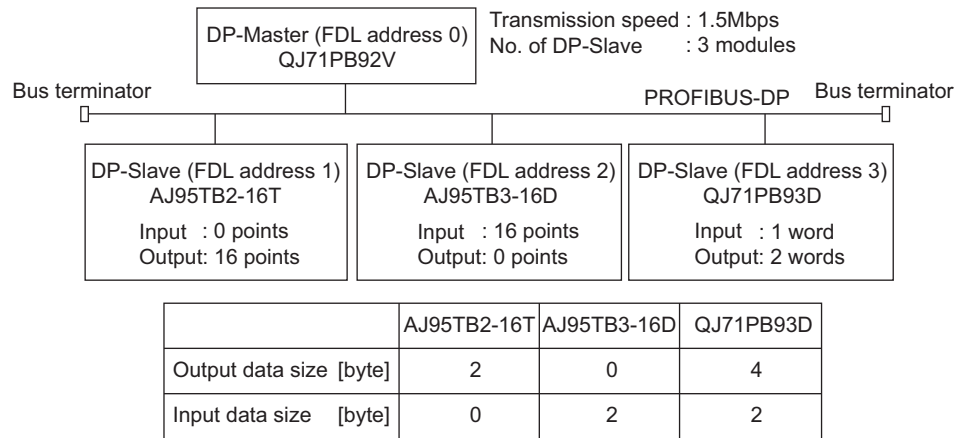 DP-Master (FDL address 0)
QJ71PB92V
Transmission speed : 1.5Mbps
No. of DP-Slave : 3 modules
Bus terminator
PROFIBUS-DP
Bus terminator
DP-Slave (FDL address 1)
AJ95TB2-16T
Input : 0 points
Output: 16 points
DP-Slave (FDL address 2)
AJ95TB3-16D
Input : 16 points
Output: 0 points
DP-Slave (FDL address 3)
QJ71PB93D
Input : 1 word
Output: 2 words
AJ95TB2-16T AJ95TB3-16D QJ71PB93D
Output data size [byte] 2 0 4
Input data size [byte] 0 2 2